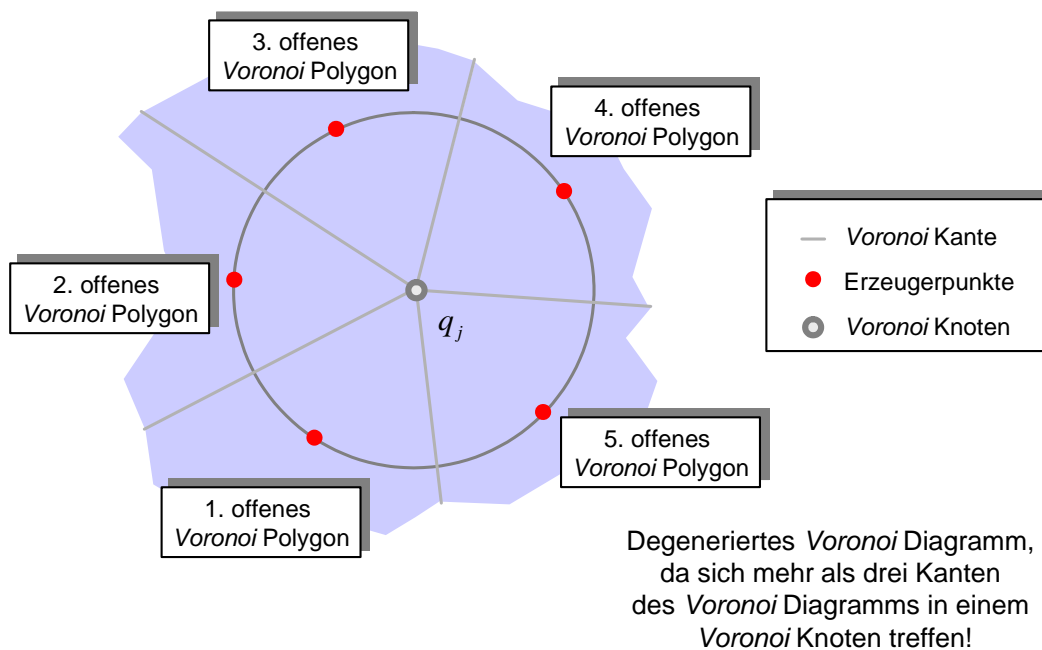 3. offenes
Voronoi Polygon
4. offenes
Voronoi Polygon
2. offenes
Voronoi Polygon
q_j
5. offenes
Voronoi Polygon
1. offenes
Voronoi Polygon
Voronoi Kante
Erzeugerpunkte
Voronoi Knoten
Degeneriertes Voronoi Diagramm,
da sich mehr als drei Kanten
des Voronoi Diagramms in einem
Voronoi Knoten treffen!